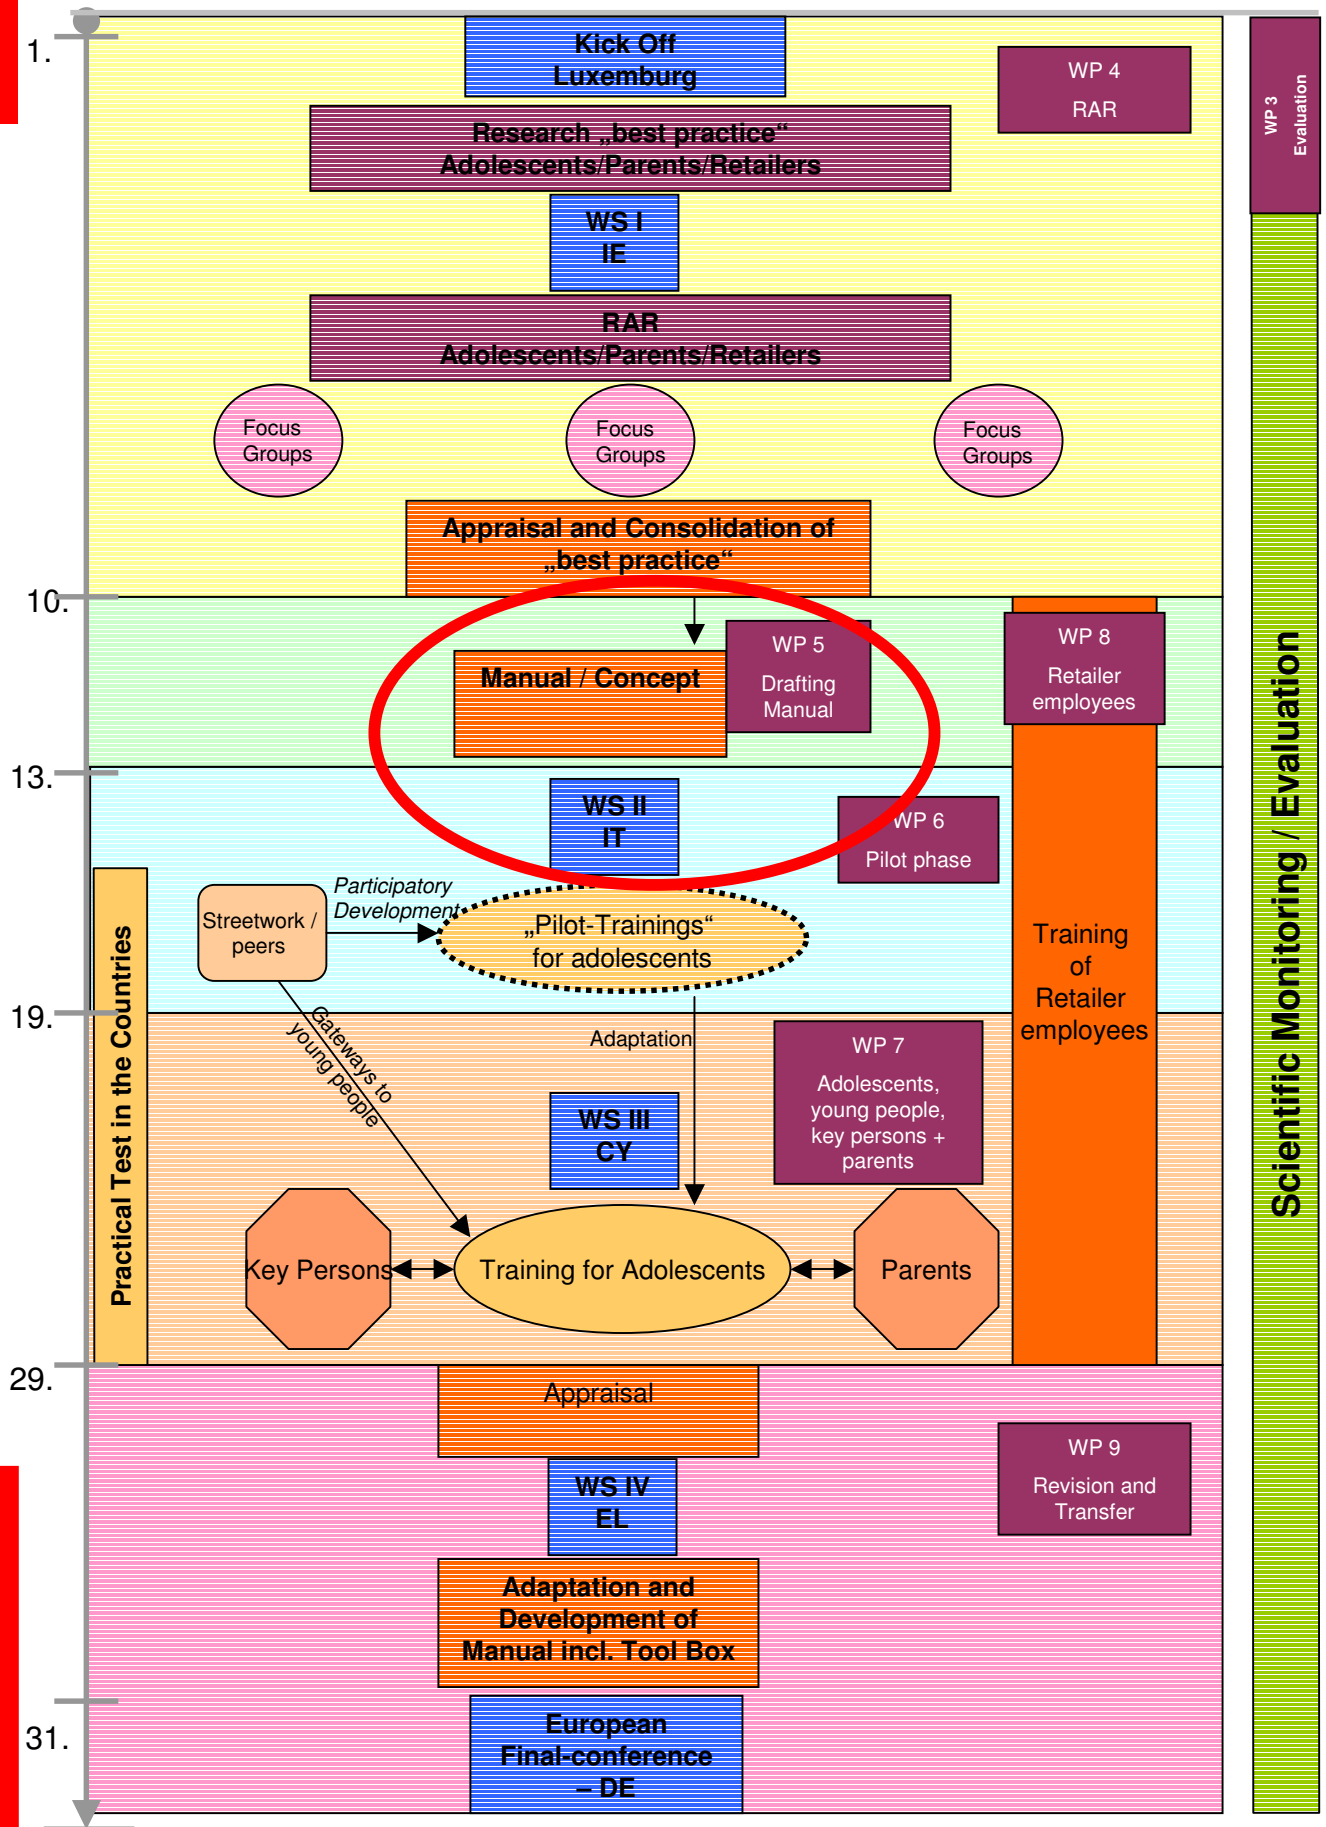 1.
Kick Off
Luxemburg
WP 4
RAR
WP 3
Evaluation
Research „best practice“
Adolescents/Parents/Retailers
WS I
IE
RAR
Adolescents/Parents/Retailers
Focus
Groups
Focus
Groups
Focus
Groups
Appraisal and Consolidation of
„best practice“
10.
WP 5
Drafting
Manual
Manual / Concept
WP 8
Retailer
employees
Scientific Monitoring / Evaluation
13.
WS II
IT
WP 6
Pilot phase
Participatory
Development
Streetwork /
peers
„Pilot-Trainings“
for adolescents
Training
of
Retailer
employees
Practical Test in the Countries
19.
Gateways to
young people
Adaptation
WP 7
Adolescents,
young people,
key persons +
parents
WS III
CY
Key Persons
Training for Adolescents
Parents
29.
Appraisal
WP 9
Revision and
Transfer
WS IV
EL
Adaptation and
Development of
Manual incl. Tool Box
31.
European
Final-conference
– DE